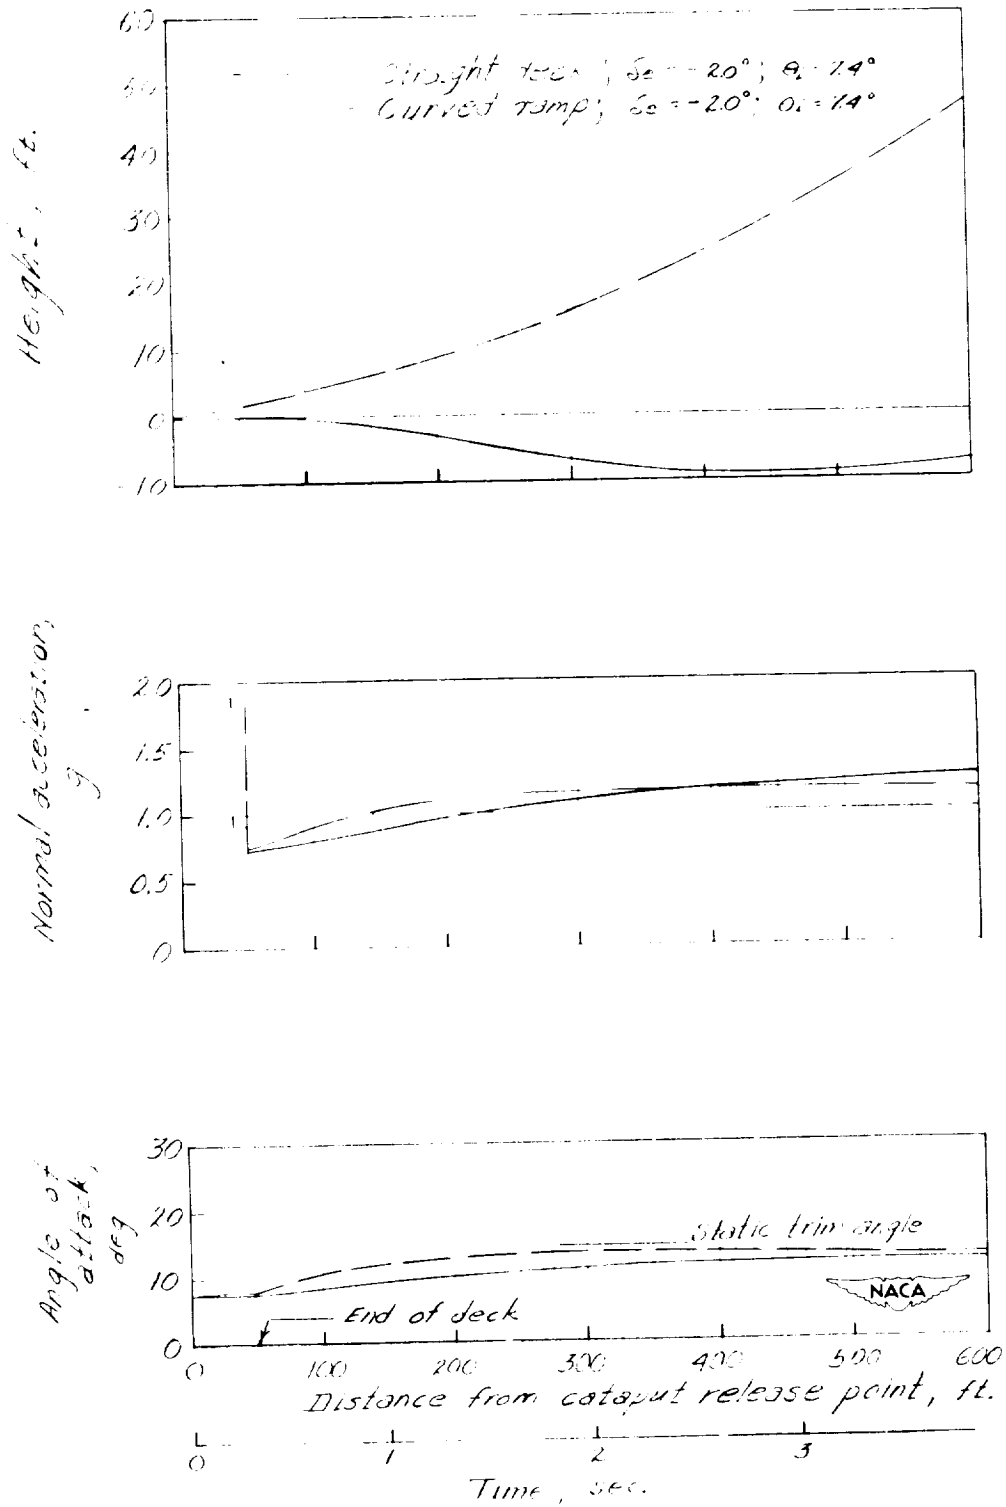 60
Straight deck; δe = -20°; θi = 7.4°
Curved ramp; δe = -20°; θi = 7.4°
50
40
30
20
10
0
-10
Height, ft.
2.0
1.5
1.0
0.5
0
Normal acceleration,
g
30
20
10
0
Angle of
attack,
deg
Static trim angle
NACA
End of deck
0 100 200 300 400 500 600
Distance from cataput release point, ft.
0 1 2 3
Time, sec.